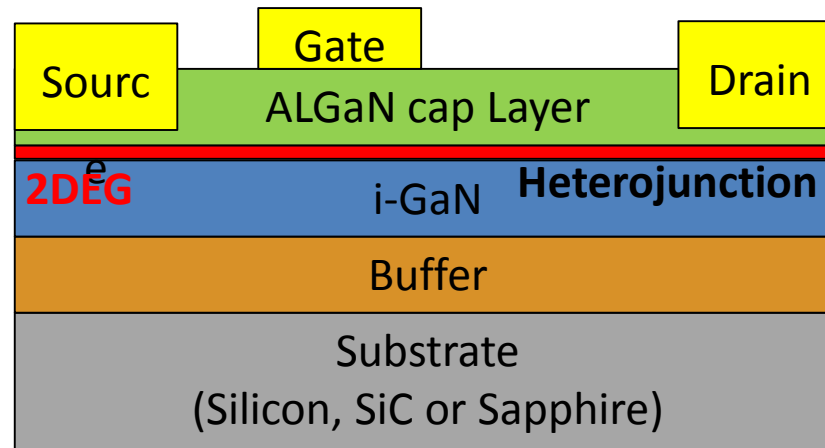 Gate
Sourc
e
Drain
ALGaN cap Layer
2DEG
Heterojunction
i-GaN
Buffer
Substrate
(Silicon, SiC or Sapphire)